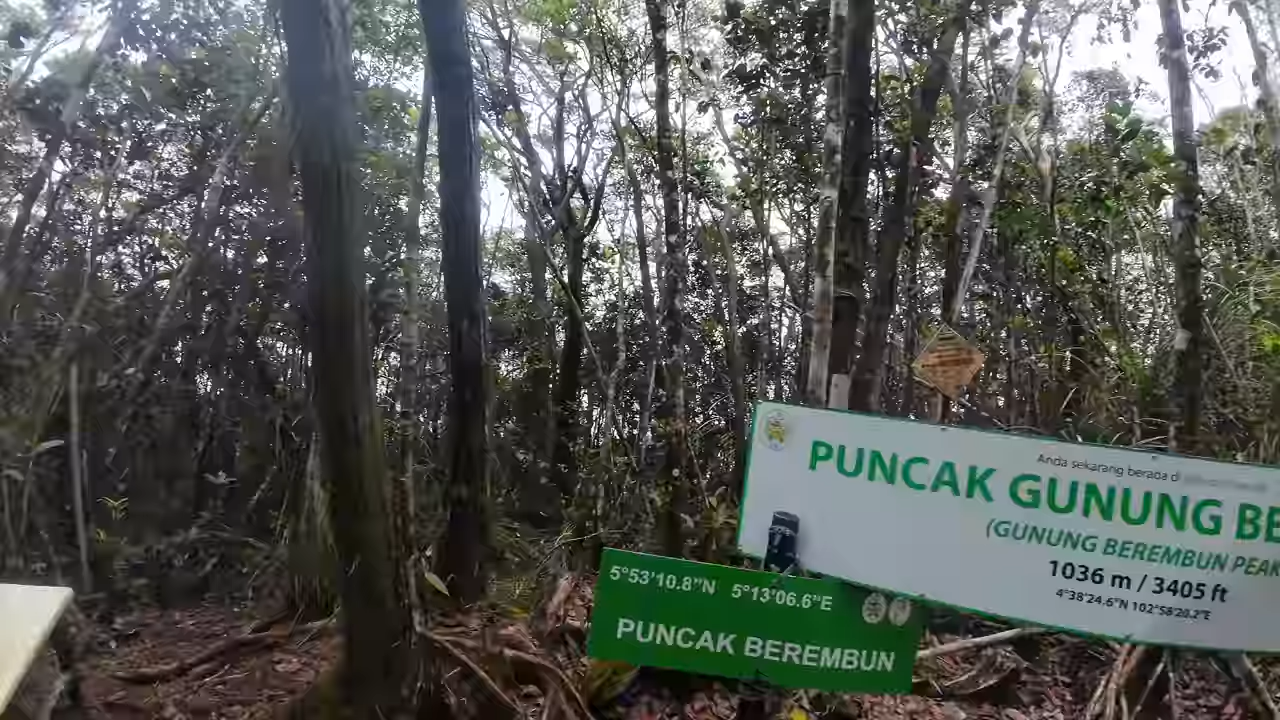 Anda sekarang berada di
PUNCAK GUNUNG BE
(GUNUNG BEREMBUN PEAK
1036 m / 3405 ft
4°38'24.6"N 102°58'20.2"E
5°53'10.8"N 5°13'06.6"E
PUNCAK BEREMBUN